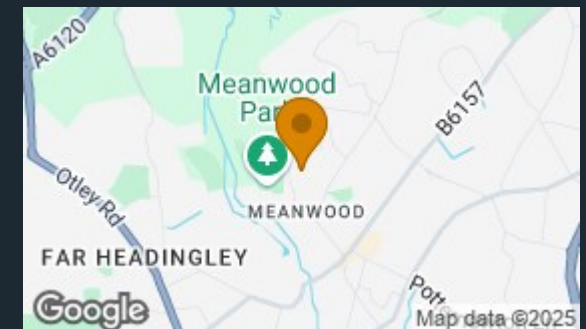 A6120
Meanwood
Park
B6157
Otley Rd
MEANWOOD
FAR HEADINGLEY
Google
Map data ©2025